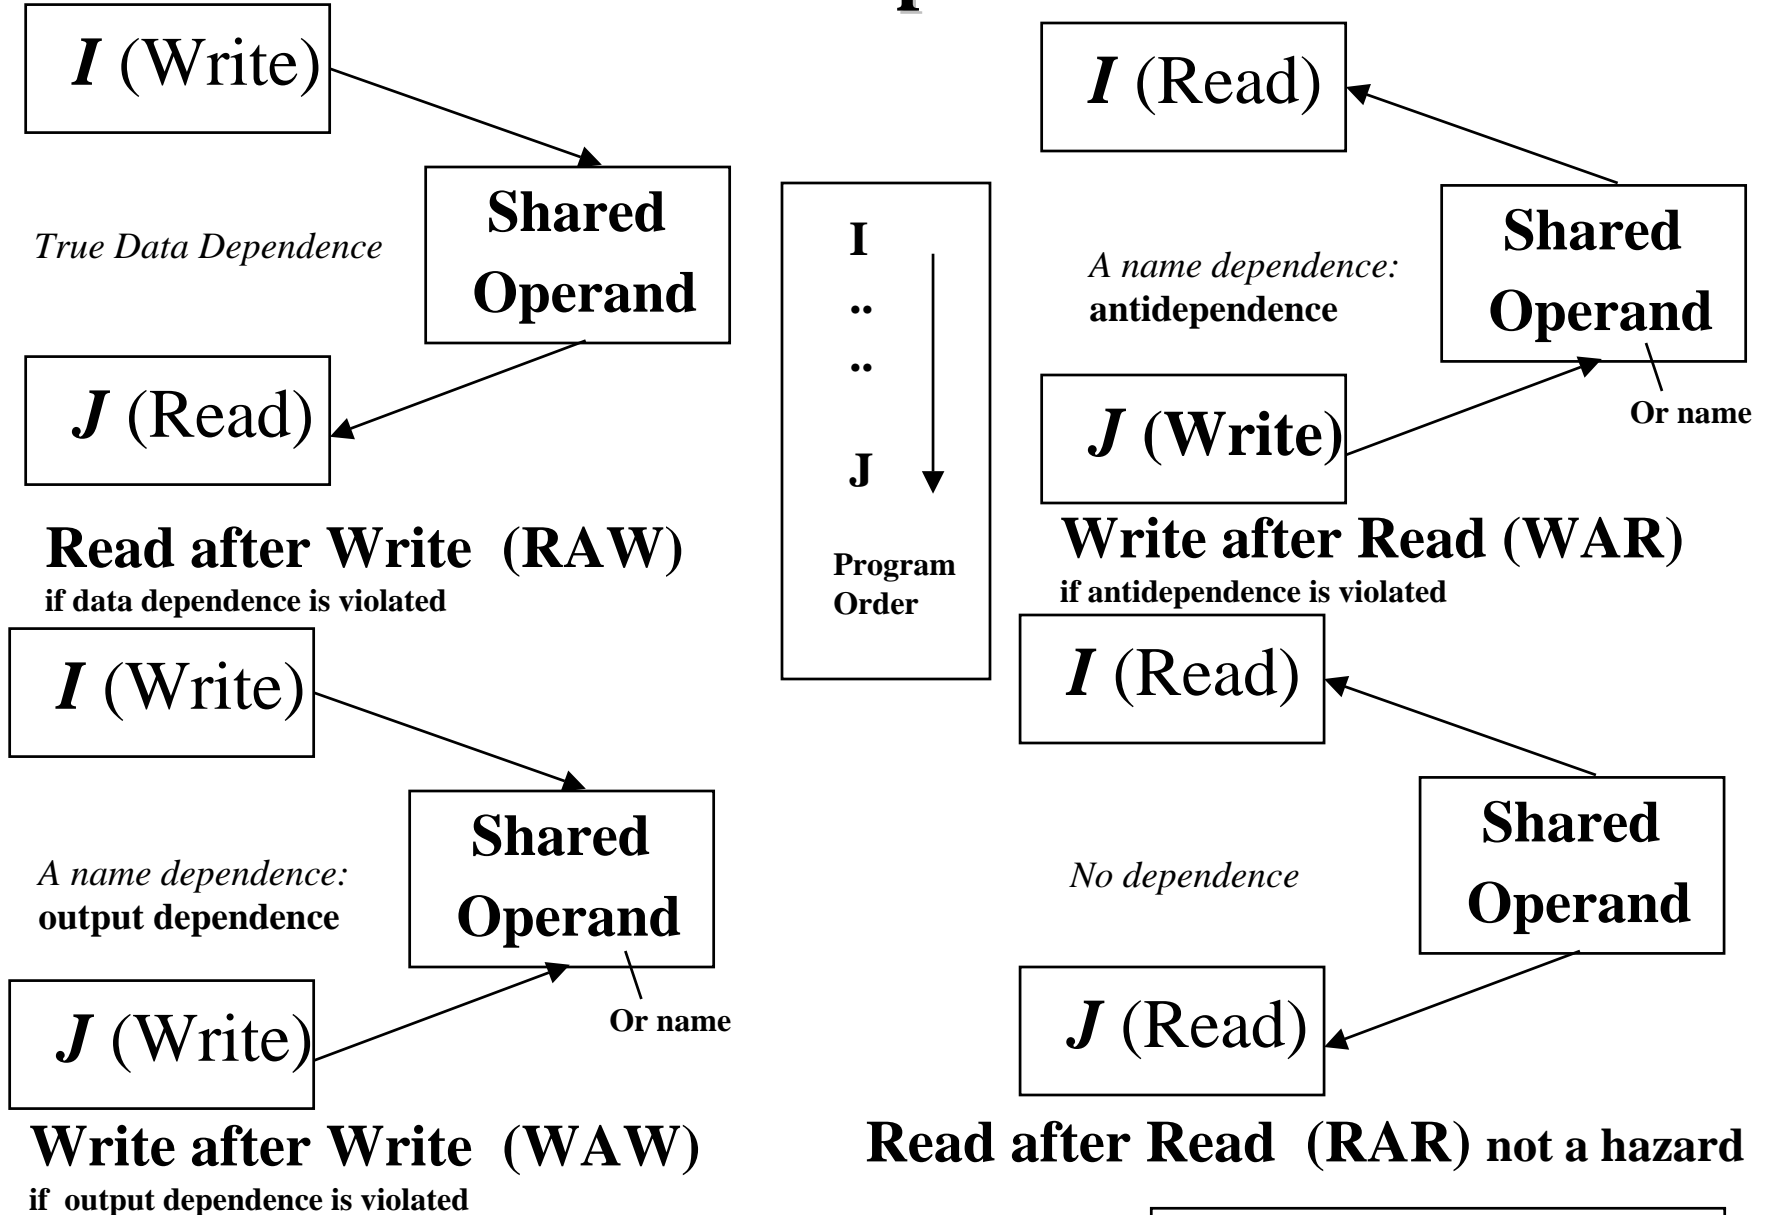 I (Write)
Shared
Operand
True Data Dependence
J (Read)
Read after Write (RAW)
if data dependence is violated
I
..
..
J
Program
Order
I (Read)
Shared
Operand
A name dependence:
antidependence
Or name
J (Write)
Write after Read (WAR)
if antidependence is violated
I (Write)
Shared
Operand
A name dependence:
output dependence
Or name
J (Write)
Write after Write (WAW)
if output dependence is violated
I (Read)
Shared
Operand
No dependence
J (Read)
Read after Read (RAR) not a hazard